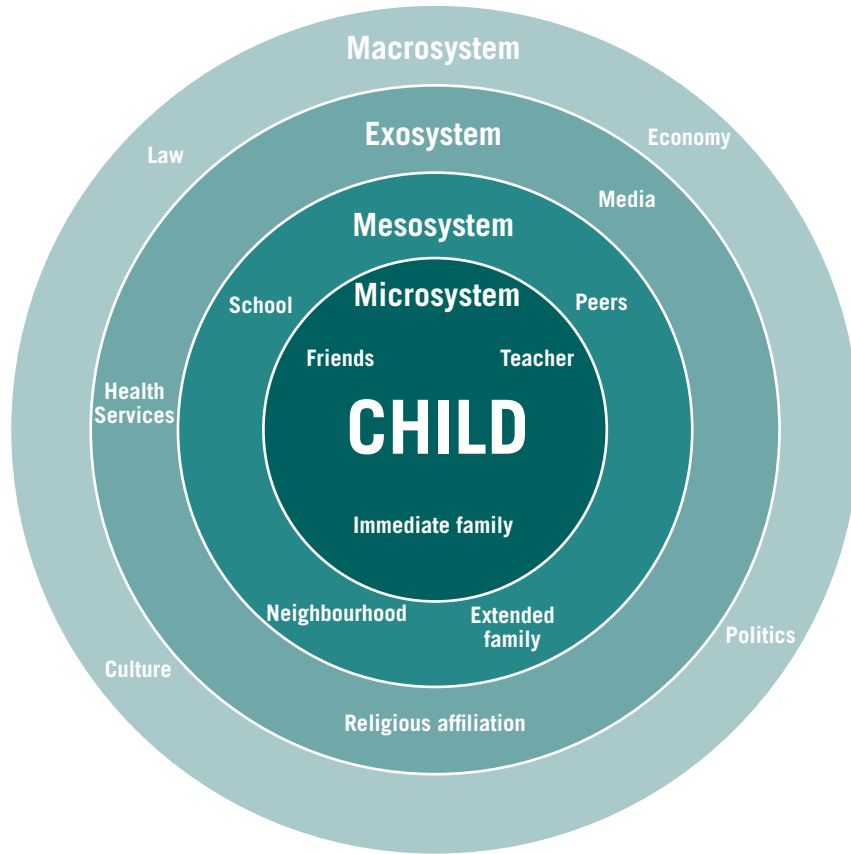 Macrosystem
Exosystem
Economy
Law
Media
Mesosystem
Microsystem
School
Peers
Friends
Teacher
Health
Services
CHILD
Immediate family
Neighbourhood
Extended
family
Politics
Culture
Religious affiliation